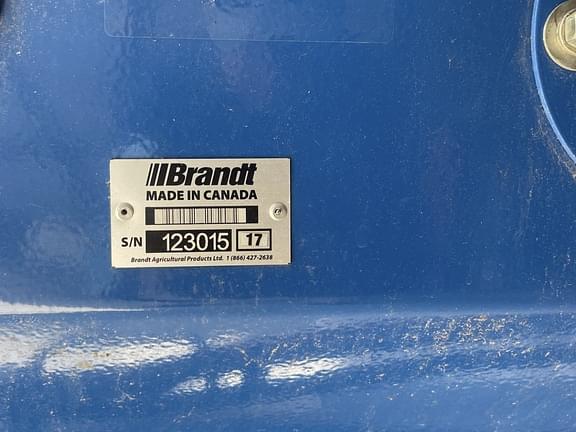 Brandt
MADE IN CANADA
S/N 123015 17
Brandt Agricultural Products Ltd. 1 (866) 427-2638